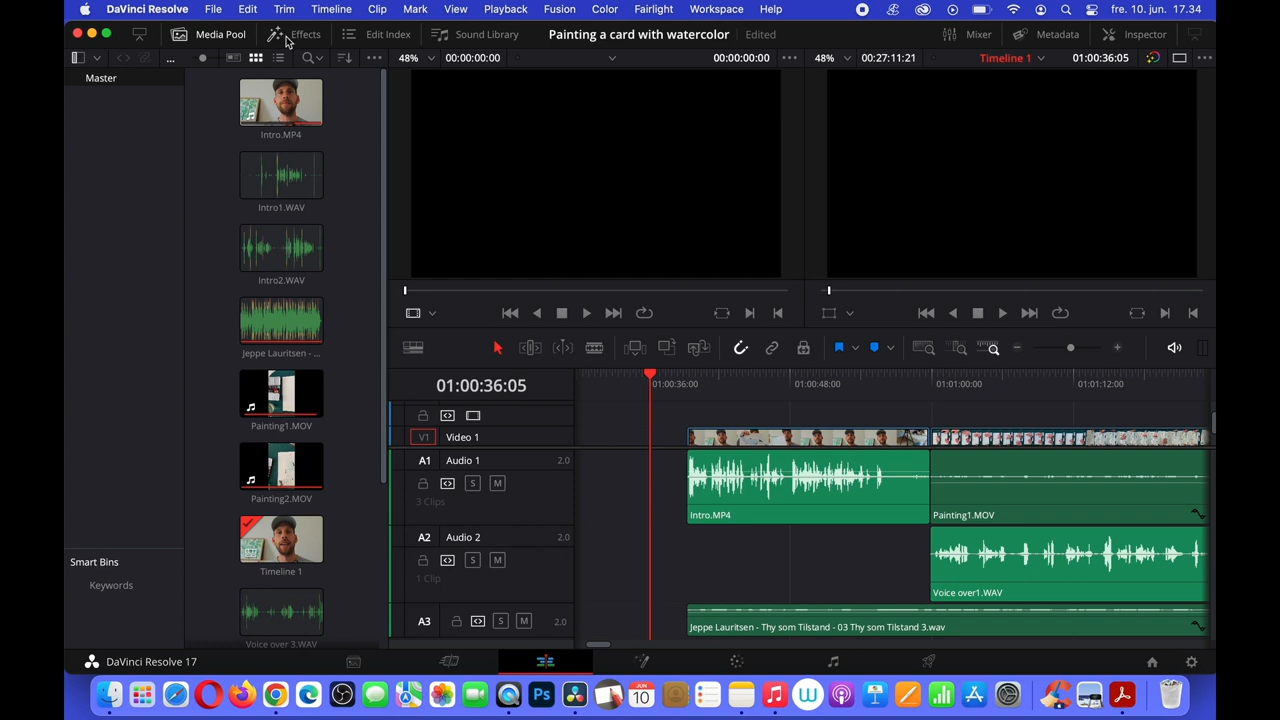 DaVinci Resolve File Edit Trim Timeline Clip Mark View Playback Fusion Color Fairlight Workspace Help fre. 10. jun. 17.34
Media Pool Effects Edit Index Sound Library Painting a card with watercolor Edited Mixer Metadata Inspector
... 48% 00:00:00:00 00:00:00:00 ... 48% 00:27:11:21 Timeline 1 01:00:36:05 ...
Master
Intro.MP4
Intro1.WAV
Intro2.WAV
Jeppe Lauritsen - ...
Painting1.MOV
Painting2.MOV
Timeline 1
Voice over 3.WAV
Smart Bins
Keywords
01:00:36:05
01:00:36:00 01:00:48:00 01:01:00:00 01:01:12:00
V1 Video 1
A1 Audio 1 2.0
S M
3 Clips
Intro.MP4 Painting1.MOV
A2 Audio 2 2.0
S M
1 Clip
Voice over1.WAV
A3 S M 2.0
Jeppe Lauritsen - Thy som Tilstand - 03 Thy som Tilstand 3.wav
DaVinci Resolve 17
JUN
10
Ps
W